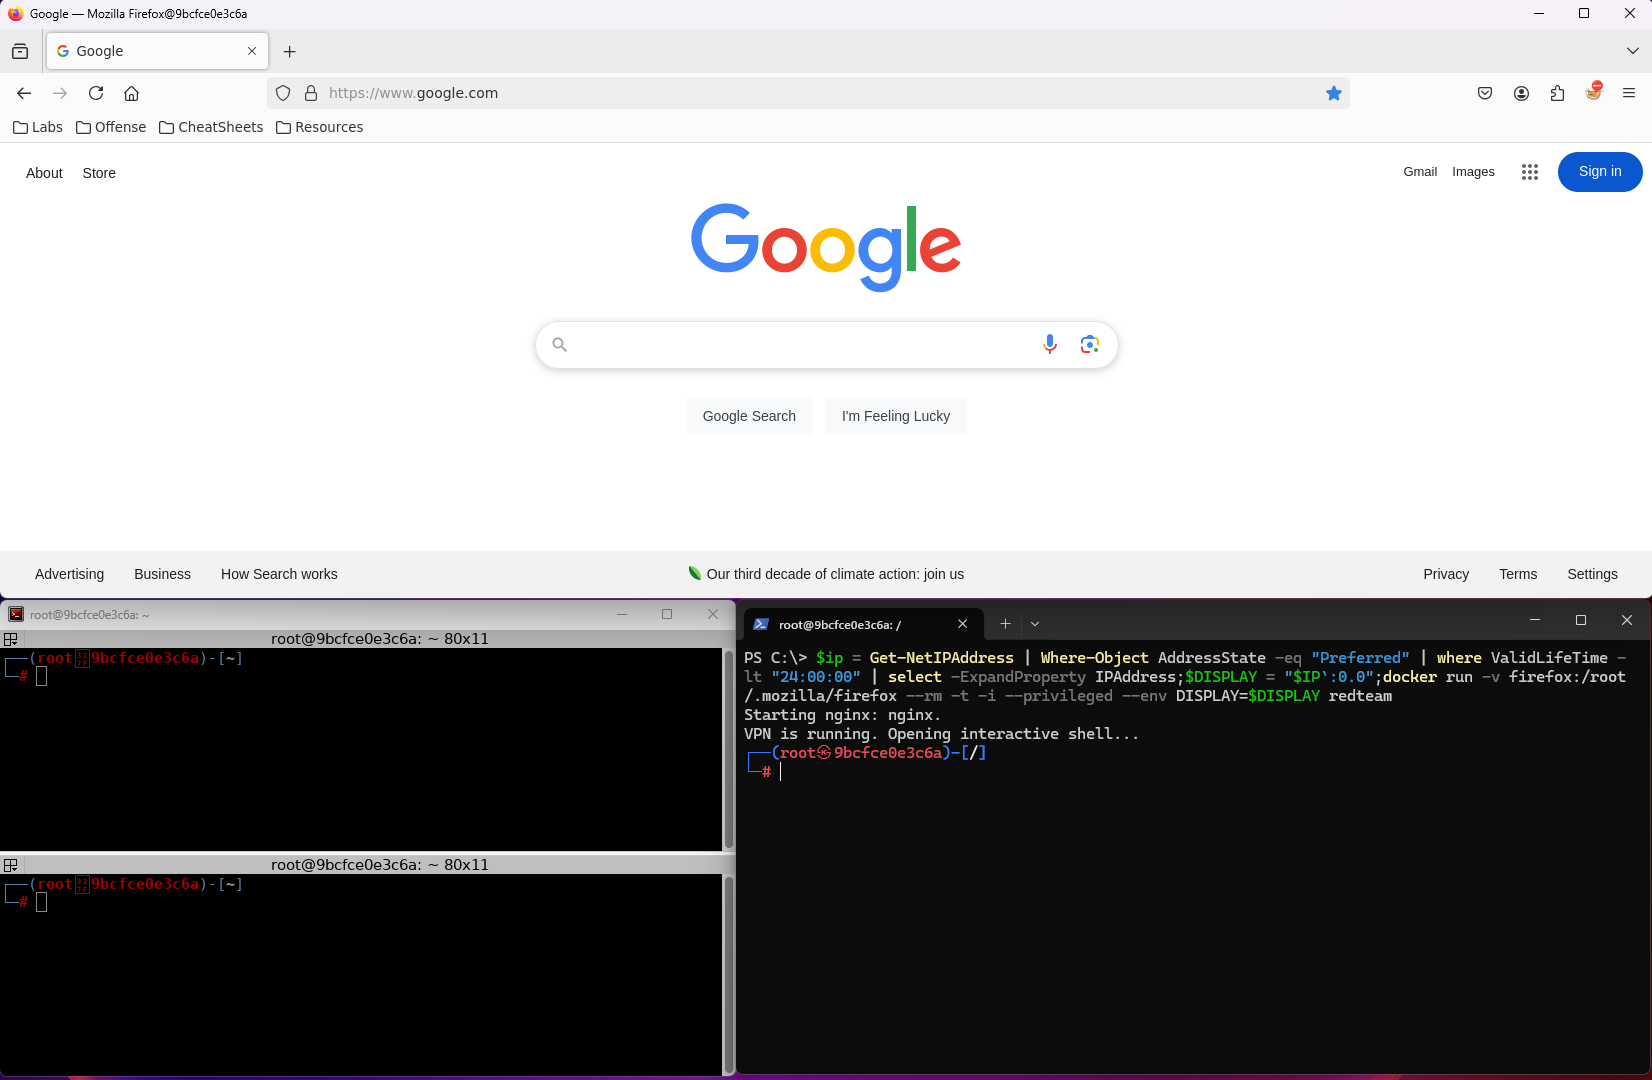 Google — Mozilla Firefox@9bcfce0e3c6a
Google
https://www.google.com
Labs Offense CheatSheets Resources
About Store Gmail Images Sign in
Google
Google Search I'm Feeling Lucky
Advertising Business How Search works Our third decade of climate action: join us Privacy Terms Settings
root@9bcfce0e3c6a: ~
root@9bcfce0e3c6a: ~ 80x11
┌──(root㉿9bcfce0e3c6a)-[~]
└─#
root@9bcfce0e3c6a: ~ 80x11
┌──(root㉿9bcfce0e3c6a)-[~]
└─#
root@9bcfce0e3c6a: /
PS C:\> $ip = Get-NetIPAddress | Where-Object AddressState -eq "Preferred" | where ValidLifeTime -
lt "24:00:00" | select -ExpandProperty IPAddress;$DISPLAY = "$IP`:0.0";docker run -v firefox:/root
/.mozilla/firefox --rm -t -i --privileged --env DISPLAY=$DISPLAY redteam
Starting nginx: nginx.
VPN is running. Opening interactive shell...
┌──(root㉿9bcfce0e3c6a)-[/]
└─#